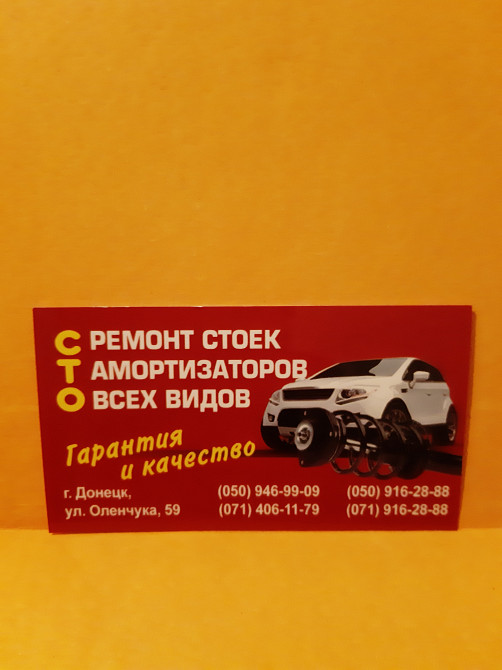 С РЕМОНТ СТОЕК
Т АМОРТИЗАТОРОВ
О ВСЕХ ВИДОВ
Гарантия
и качество
г. Донецк,
ул. Оленчука, 59
(050) 946-99-09 (050) 916-28-88
(071) 406-11-79 (071) 916-28-88